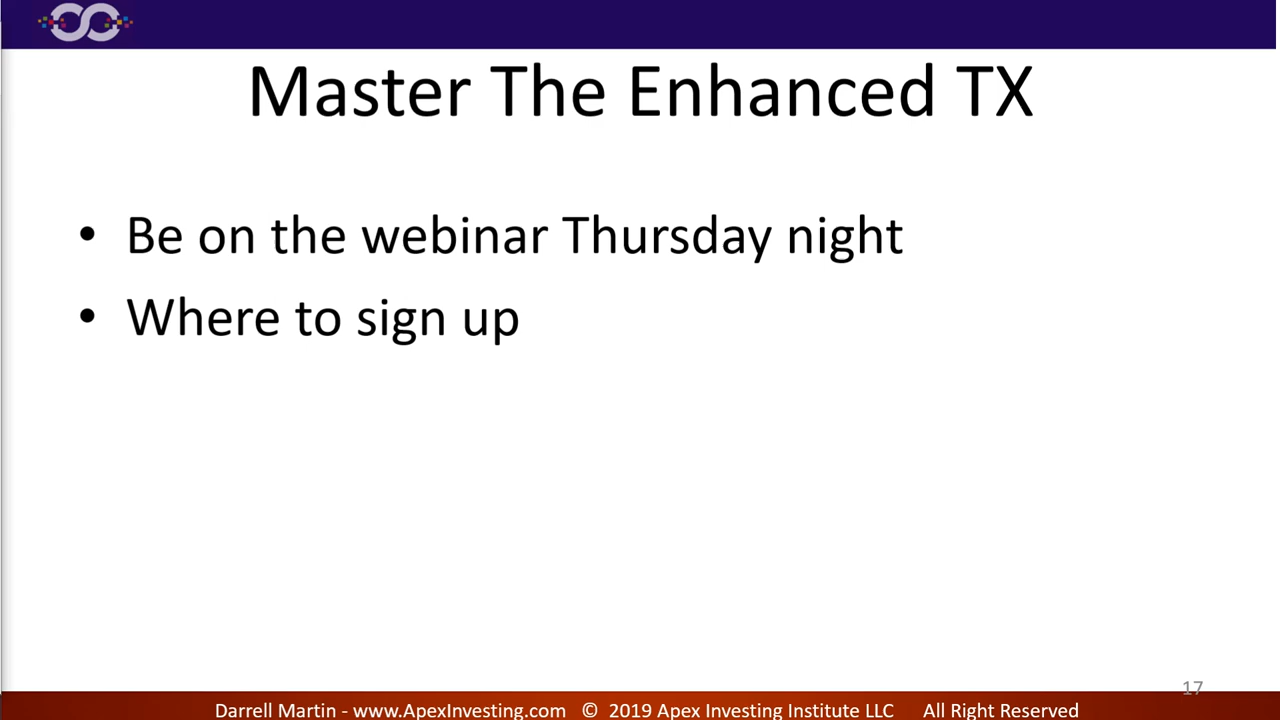 Master The Enhanced TX
• Be on the webinar Thursday night
• Where to sign up
17
Darrell Martin - www.ApexInvesting.com © 2019 Apex Investing Institute LLC All Right Reserved